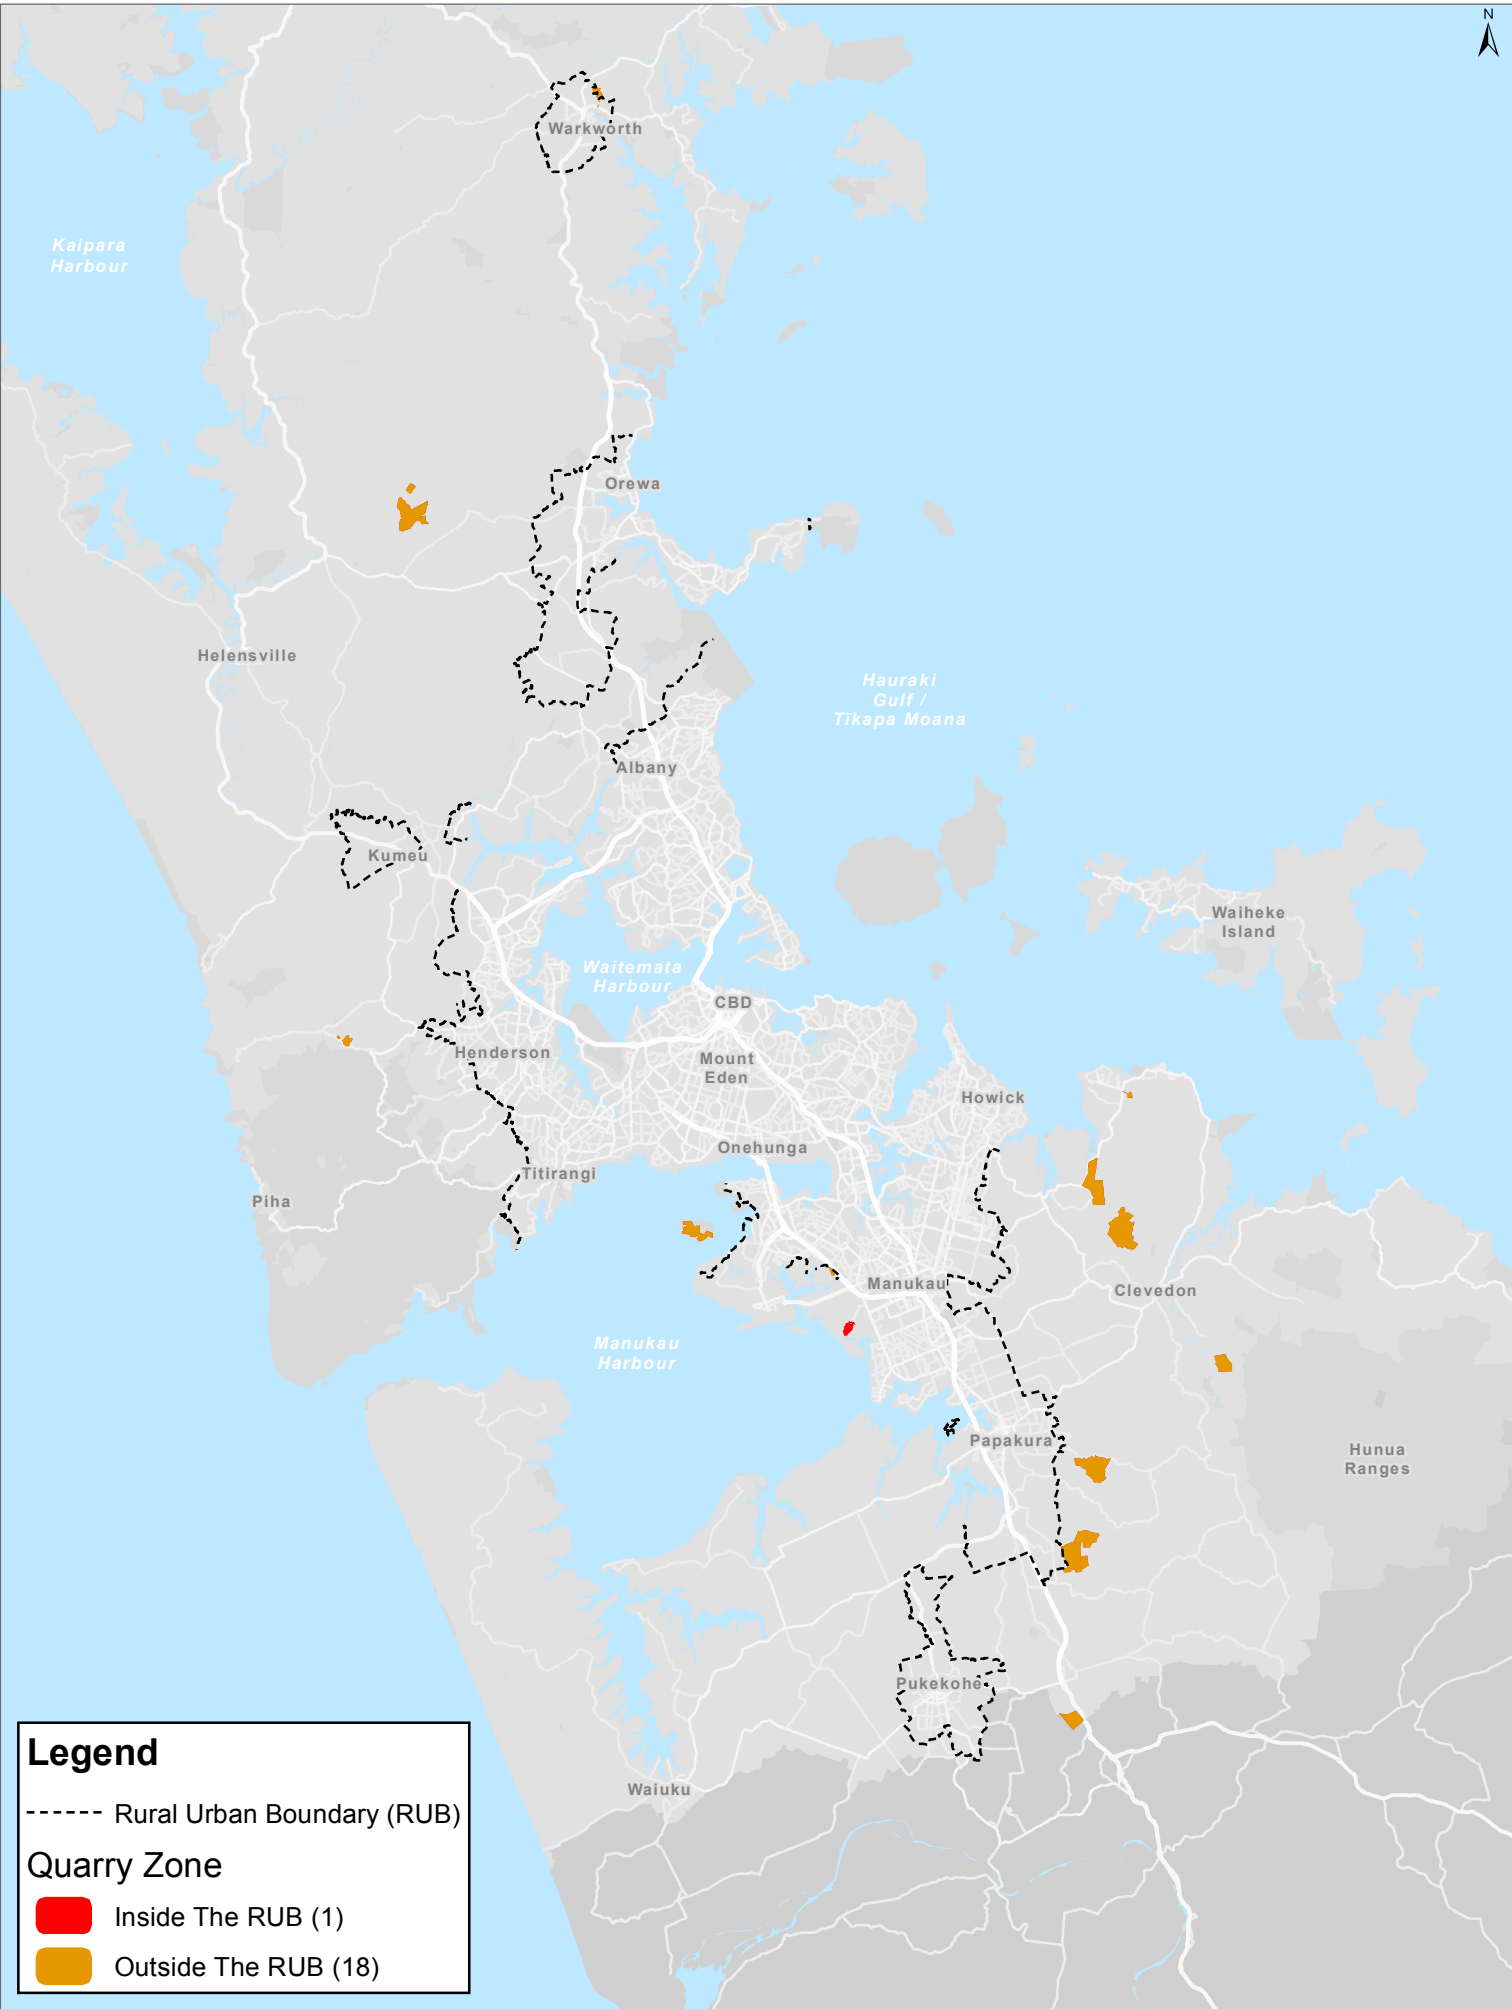 N
Warkworth
Kaipara
Harbour
Orewa
Helensville
Hauraki
Gulf /
Tīkapa Moana
Albany
Kumeu
Waiheke
Island
Waitemata
Harbour
CBD
Henderson
Mount
Eden
Howick
Onehunga
Titirangi
Piha
Manukau
Clevedon
Manukau
Harbour
Papakura
Hunua
Ranges
Pukekohe
Waiuku
Legend
Rural Urban Boundary (RUB)
Quarry Zone
Inside The RUB (1)
Outside The RUB (18)